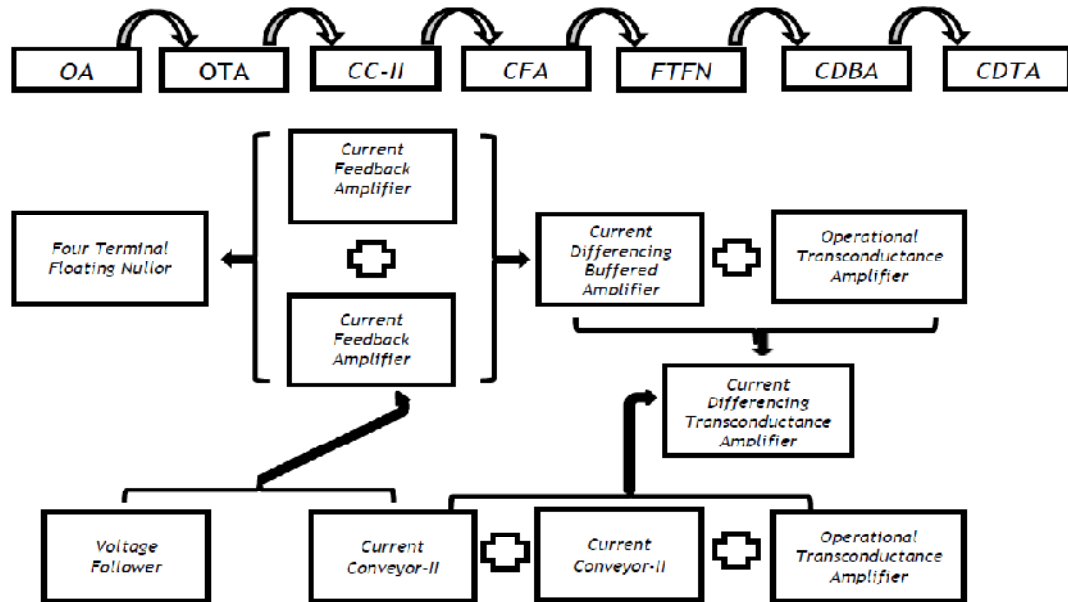 OA
OTA
CC-II
CFA
FTFN
CDBA
CDTA
Current
Feedback
Amplifier
Four Terminal
Floating Nullor
Current
Differencing
Buffered
Amplifier
Operational
Transconductance
Amplifier
Current
Feedback
Amplifier
Current
Differencing
Transconductance
Amplifier
Voltage
Follower
Current
Conveyor-II
Current
Conveyor-II
Operational
Transconductance
Amplifier